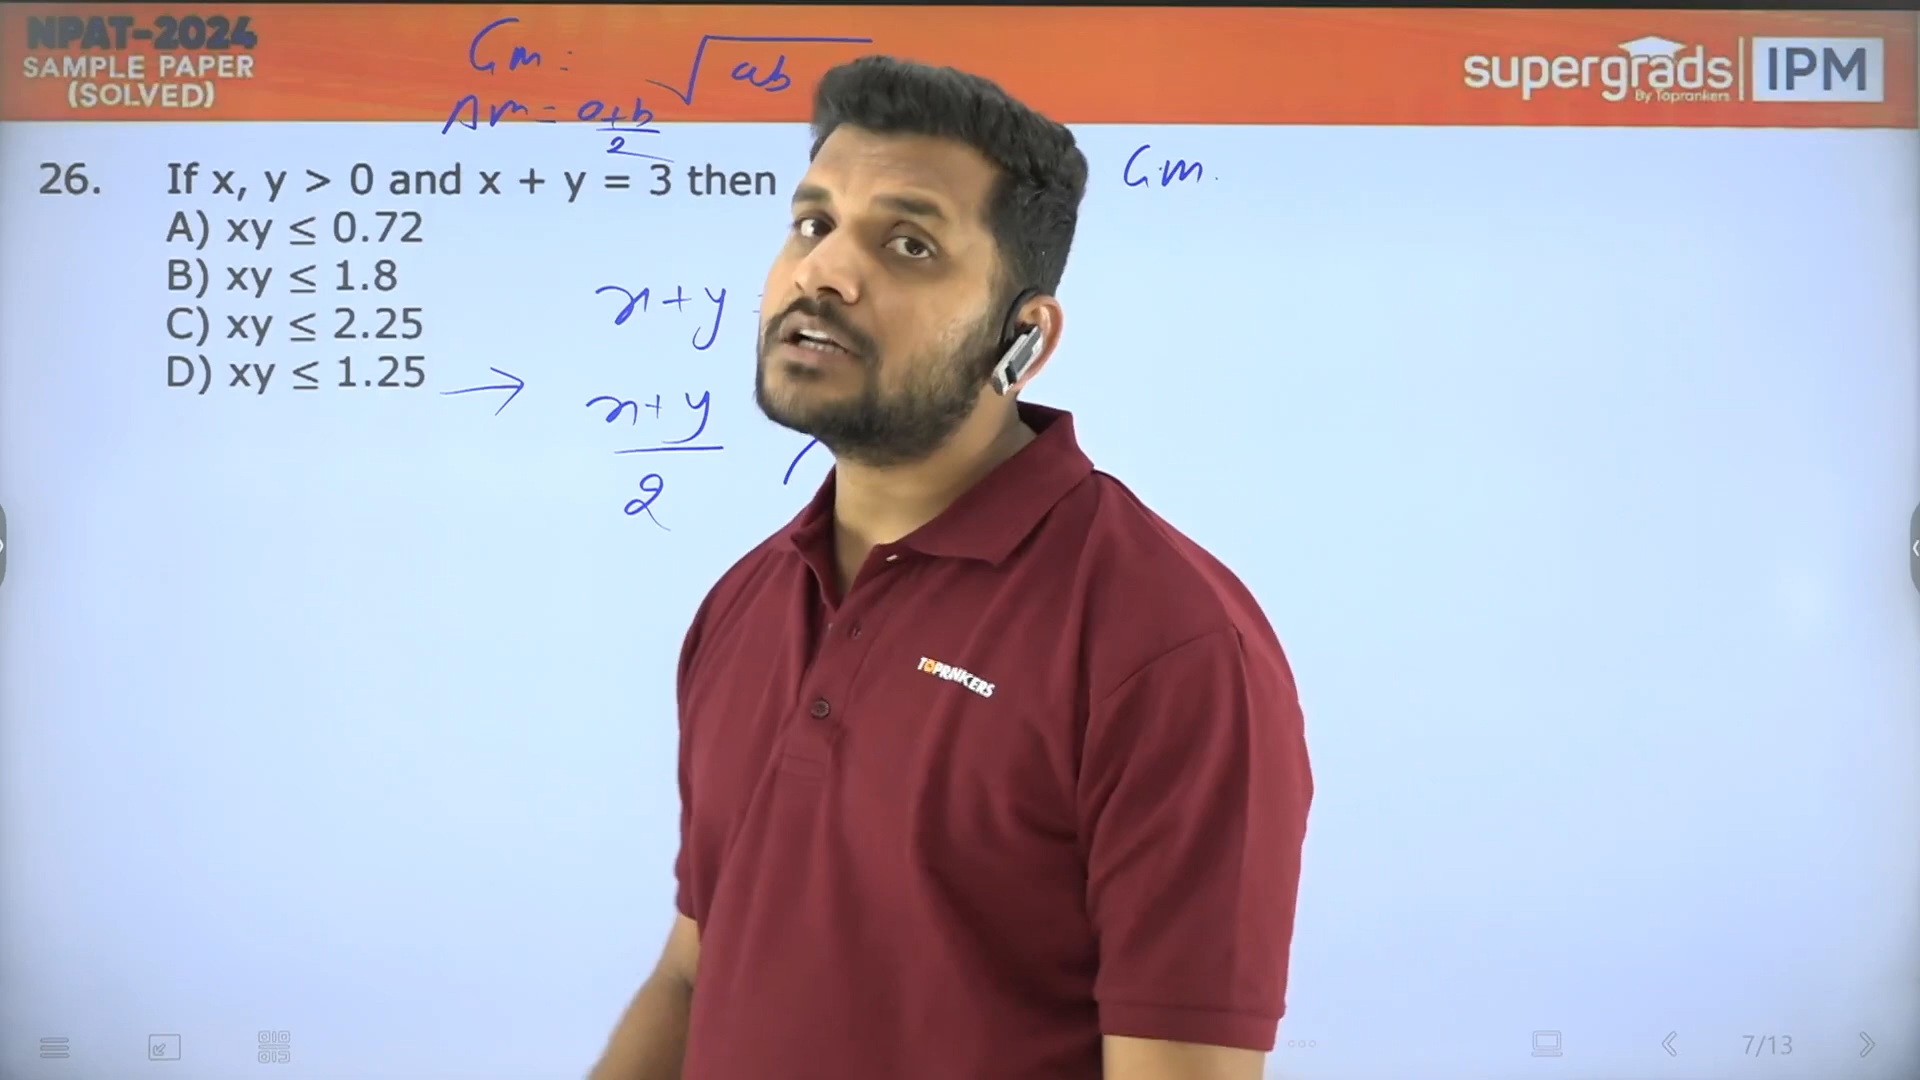 NPAT-2024
SAMPLE PAPER
(SOLVED)
Gm:
√ab
Am = a+b
2
supergrads
By Toprankers
IPM
G.m.
26. If x, y > 0 and x + y = 3 then
A) xy ≤ 0.72
B) xy ≤ 1.8
C) xy ≤ 2.25
D) xy ≤ 1.25
x+y
x+y
2
TOPRANKERS
7/13